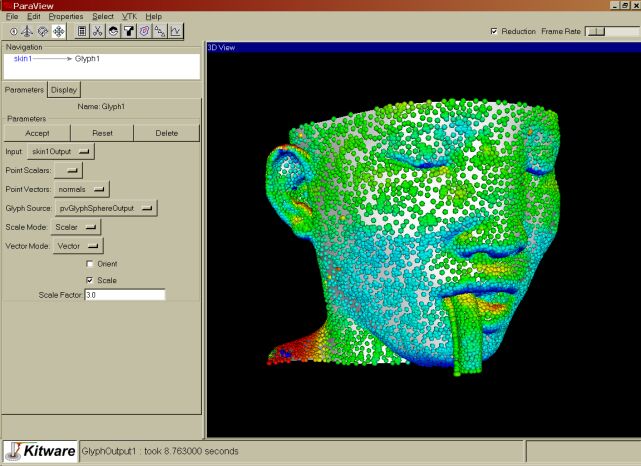 ParaView
File Edit Properties Select VTK Help
Reduction Frame Rate
Navigation
3D View
skin1 Glyph1
Parameters Display
Name: Glyph1
Parameters
Accept Reset Delete
Input skin1Output
Point Scalars:
Point Vectors: normals
Glyph Source: pvGlyphSphereOutput
Scale Mode: Scalar
Vector Mode: Vector
Orient
Scale
Scale Factor: 3.0
Kitware
GlyphOutput1 : took 8.763000 seconds